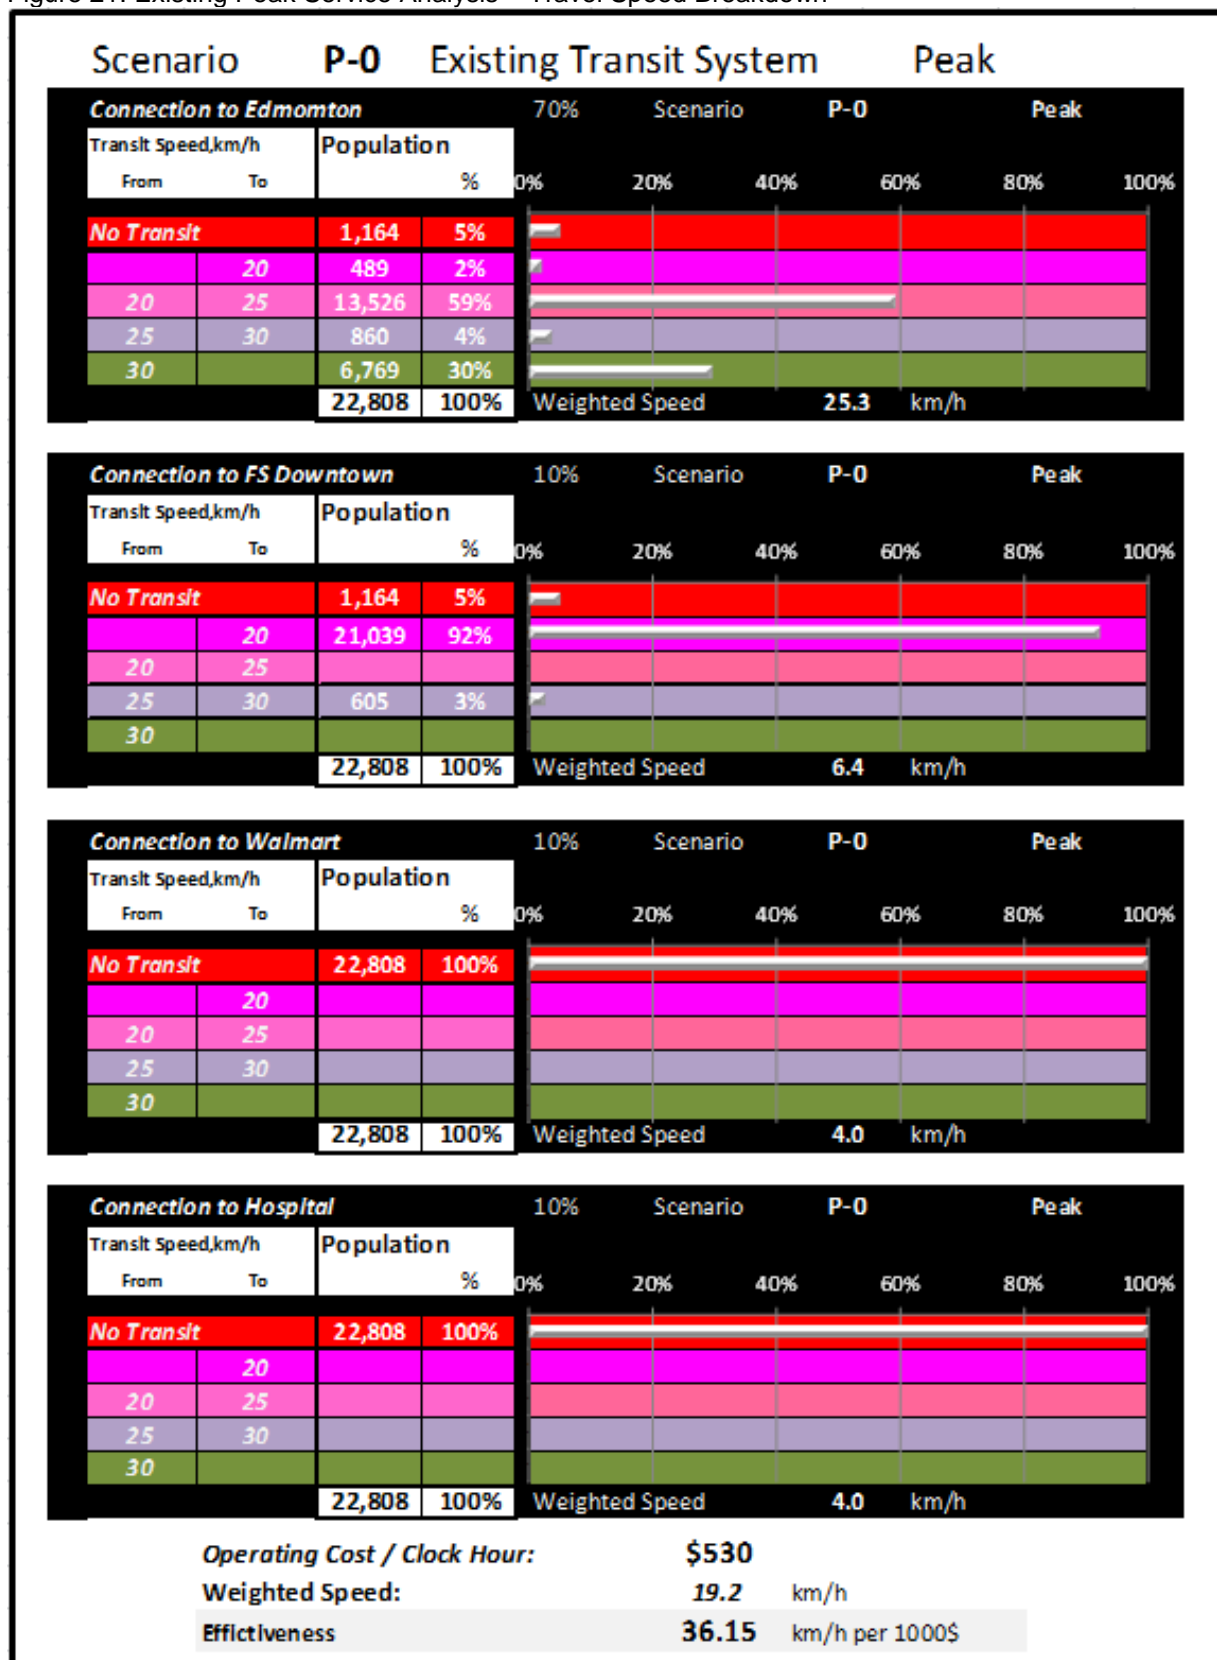 Figure 21: Existing Peak Service Analysis – Travel Speed Breakdown
Scenario P-0 Existing Transit System Peak
Connection to Edmomton 70% Scenario P-0 Peak
Transit Speed,km/h Population
From To % 0% 20% 40% 60% 80% 100%
No Transit 1,164 5%
20 489 2%
20 25 13,526 59%
25 30 860 4%
30 6,769 30%
22,808 100% Weighted Speed 25.3 km/h
Connection to FS Downtown 10% Scenario P-0 Peak
Transit Speed,km/h Population
From To % 0% 20% 40% 60% 80% 100%
No Transit 1,164 5%
20 21,039 92%
20 25
25 30 605 3%
30
22,808 100% Weighted Speed 6.4 km/h
Connection to Walmart 10% Scenario P-0 Peak
Transit Speed,km/h Population
From To % 0% 20% 40% 60% 80% 100%
No Transit 22,808 100%
20
20 25
25 30
30
22,808 100% Weighted Speed 4.0 km/h
Connection to Hospital 10% Scenario P-0 Peak
Transit Speed,km/h Population
From To % 0% 20% 40% 60% 80% 100%
No Transit 22,808 100%
20
20 25
25 30
30
22,808 100% Weighted Speed 4.0 km/h
Operating Cost / Clock Hour: $530
Weighted Speed: 19.2 km/h
Effictiveness 36.15 km/h per 1000$